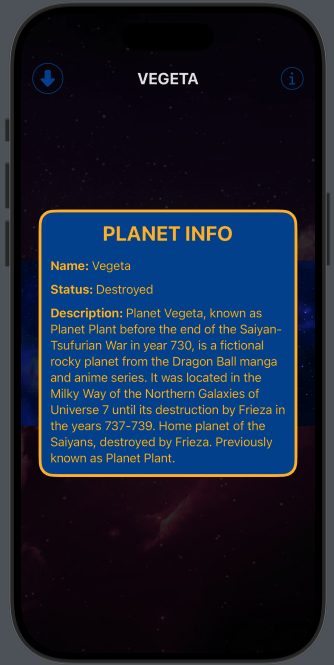 VEGETA
i
PLANET INFO
Name: Vegeta
Status: Destroyed
Description: Planet Vegeta, known as
Planet Plant before the end of the Saiyan-
Tsufurian War in year 730, is a fictional
rocky planet from the Dragon Ball manga
and anime series. It was located in the
Milky Way of the Northern Galaxies of
Universe 7 until its destruction by Frieza in
the years 737-739. Home planet of the
Saiyans, destroyed by Frieza. Previously
known as Planet Plant.